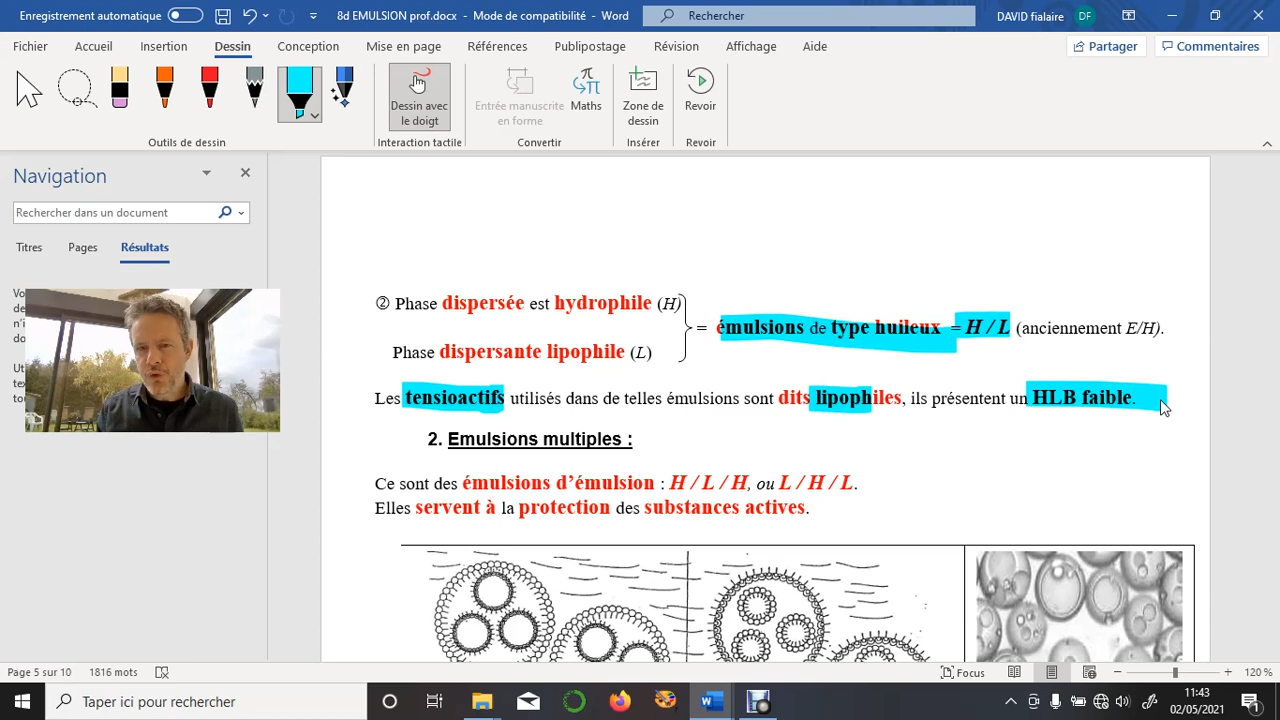 Enregistrement automatique
8d EMULSION prof.docx - Mode de compatibilité - Word
Rechercher
DAVID fialaire
DF
Fichier
Accueil
Insertion
Dessin
Conception
Mise en page
Références
Publipostage
Révision
Affichage
Aide
Partager
Commentaires
Dessin avec le doigt
Entrée manuscrite en forme
Maths
Zone de dessin
Revoir
Outils de dessin
Interaction tactile
Convertir
Insérer
Revoir
Navigation
Rechercher dans un document
Titres
Pages
Résultats
② Phase dispersée est hydrophile (H)
= émulsions de type huileux = H / L (anciennement E/H).
Phase dispersante lipophile (L)
Les tensioactifs utilisés dans de telles émulsions sont dits lipophiles, ils présentent un HLB faible.
2. Emulsions multiples :
Ce sont des émulsions d'émulsion : H / L / H, ou L / H / L.
Elles servent à la protection des substances actives.
Page 5 sur 10
1816 mots
Focus
120 %
Taper ici pour rechercher
11:43
02/05/2021